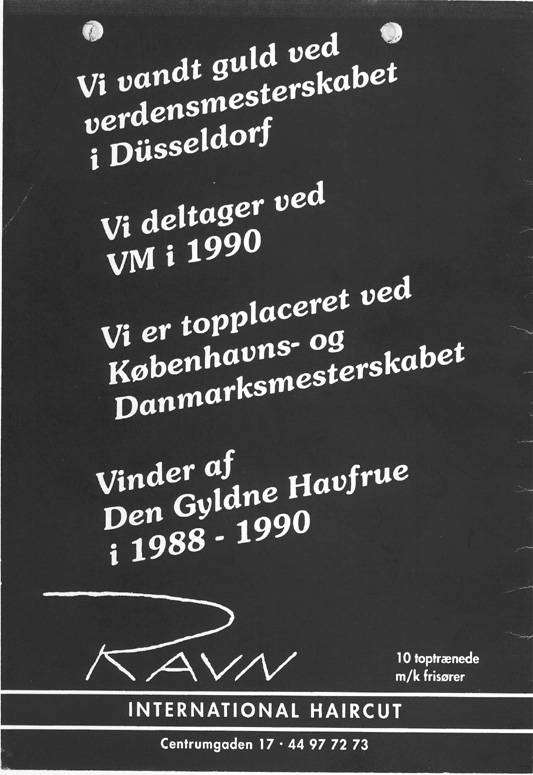 Vi vandt guld ved
verdensmesterskabet
i Düsseldorf
Vi deltager ved
VM i 1990
Vi er topplaceret ved
Københavns- og
Danmarksmesterskabet
Vinder af
Den Gyldne Havfrue
i 1988 - 1990
RAVN
10 toptrænede
m/k frisører
INTERNATIONAL HAIRCUT
Centrumgaden 17 · 44 97 72 73